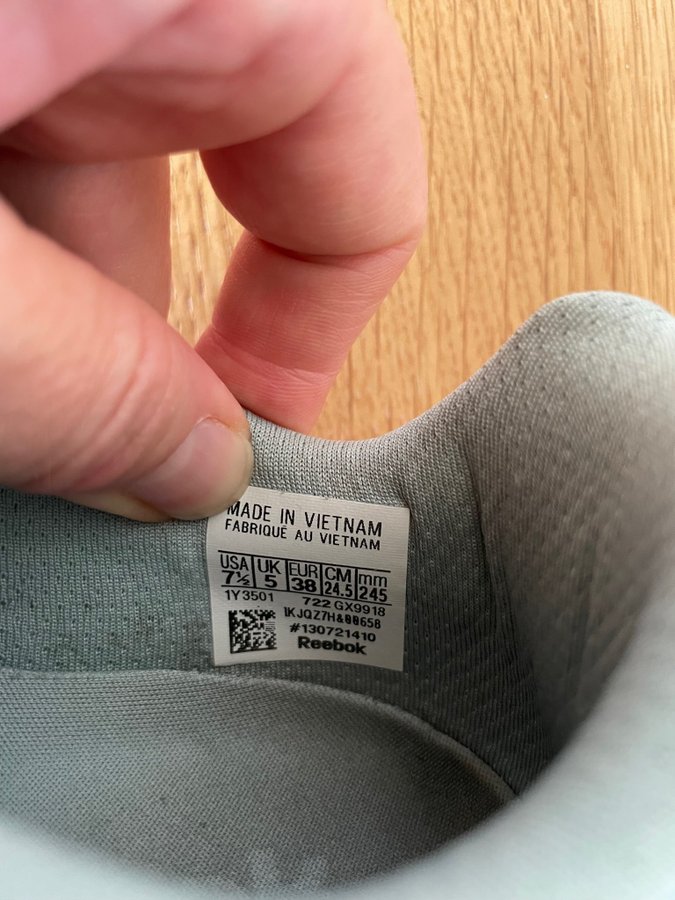 MADE IN VIETNAM
FABRIQUÉ AU VIETNAM
USA UK EUR CM mm
7½ 5 38 24.5 245
1Y3501 722 GX9918
IKJQZ7H&00658
#130721410
Reebok